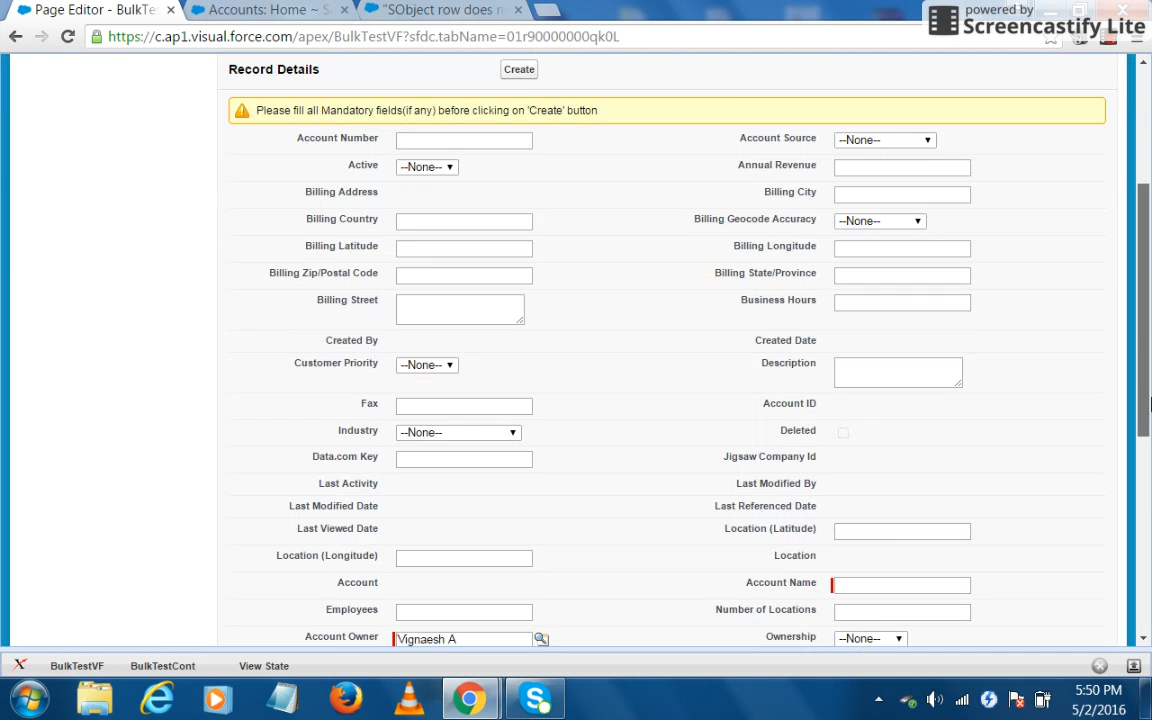 Page Editor - BulkTe
Accounts: Home ~ S
"SObject row does n
powered by
Screencastify Lite
https://c.ap1.visual.force.com/apex/BulkTestVF?sfdc.tabName=01r90000000qk0L
Record Details
Create
Please fill all Mandatory fields(if any) before clicking on 'Create' button
Account Number
Account Source --None--
Active --None--
Annual Revenue
Billing Address
Billing City
Billing Country
Billing Geocode Accuracy --None--
Billing Latitude
Billing Longitude
Billing Zip/Postal Code
Billing State/Province
Billing Street
Business Hours
Created By
Created Date
Customer Priority --None--
Description
Fax
Account ID
Industry --None--
Deleted
Data.com Key
Jigsaw Company Id
Last Activity
Last Modified By
Last Modified Date
Last Referenced Date
Last Viewed Date
Location (Latitude)
Location (Longitude)
Location
Account
Account Name
Employees
Number of Locations
Account Owner Vignaesh A
Ownership --None--
BulkTestVF
BulkTestCont
View State
5:50 PM
5/2/2016